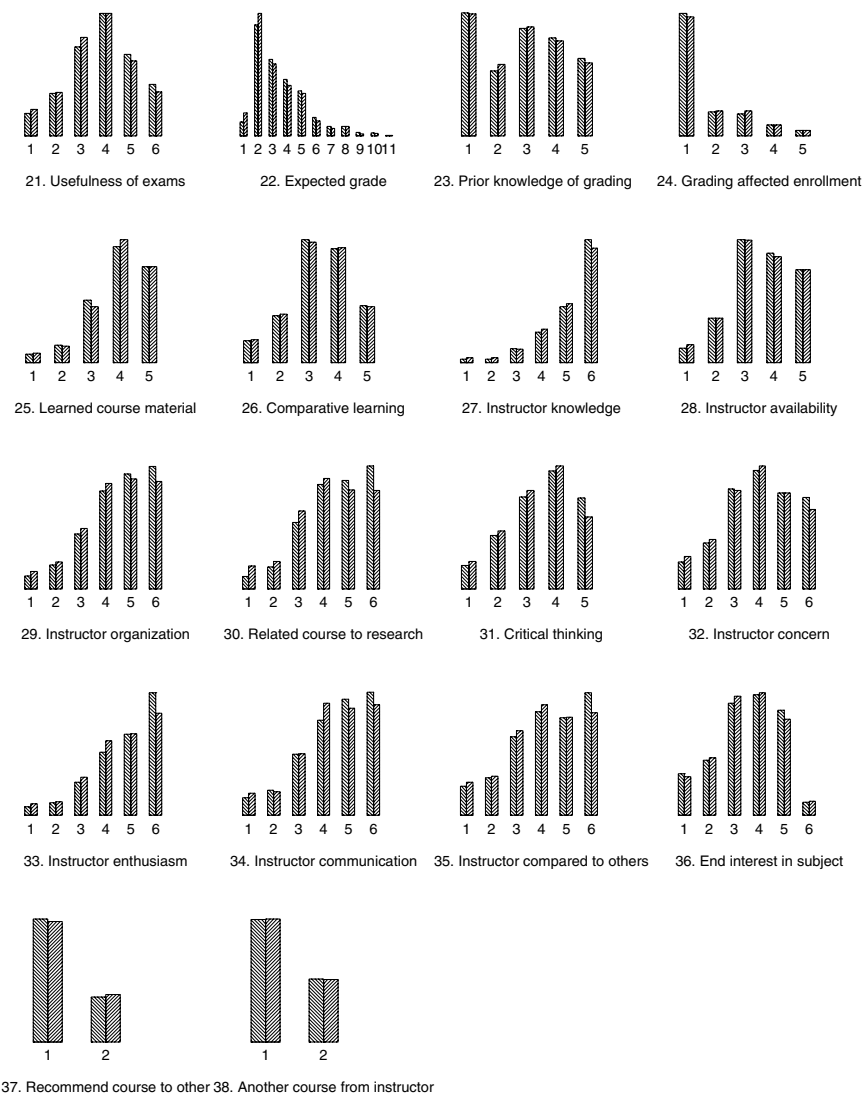 1 2 3 4 5 6
21. Usefulness of exams
1 2 3 4 5 6 7 8 9 1011
22. Expected grade
1 2 3 4 5
23. Prior knowledge of grading
1 2 3 4 5
24. Grading affected enrollment
1 2 3 4 5
25. Learned course material
1 2 3 4 5
26. Comparative learning
1 2 3 4 5 6
27. Instructor knowledge
1 2 3 4 5
28. Instructor availability
1 2 3 4 5 6
29. Instructor organization
1 2 3 4 5 6
30. Related course to research
1 2 3 4 5
31. Critical thinking
1 2 3 4 5 6
32. Instructor concern
1 2 3 4 5 6
33. Instructor enthusiasm
1 2 3 4 5 6
34. Instructor communication
1 2 3 4 5 6
35. Instructor compared to others
1 2 3 4 5 6
36. End interest in subject
1 2
37. Recommend course to other
1 2
38. Another course from instructor